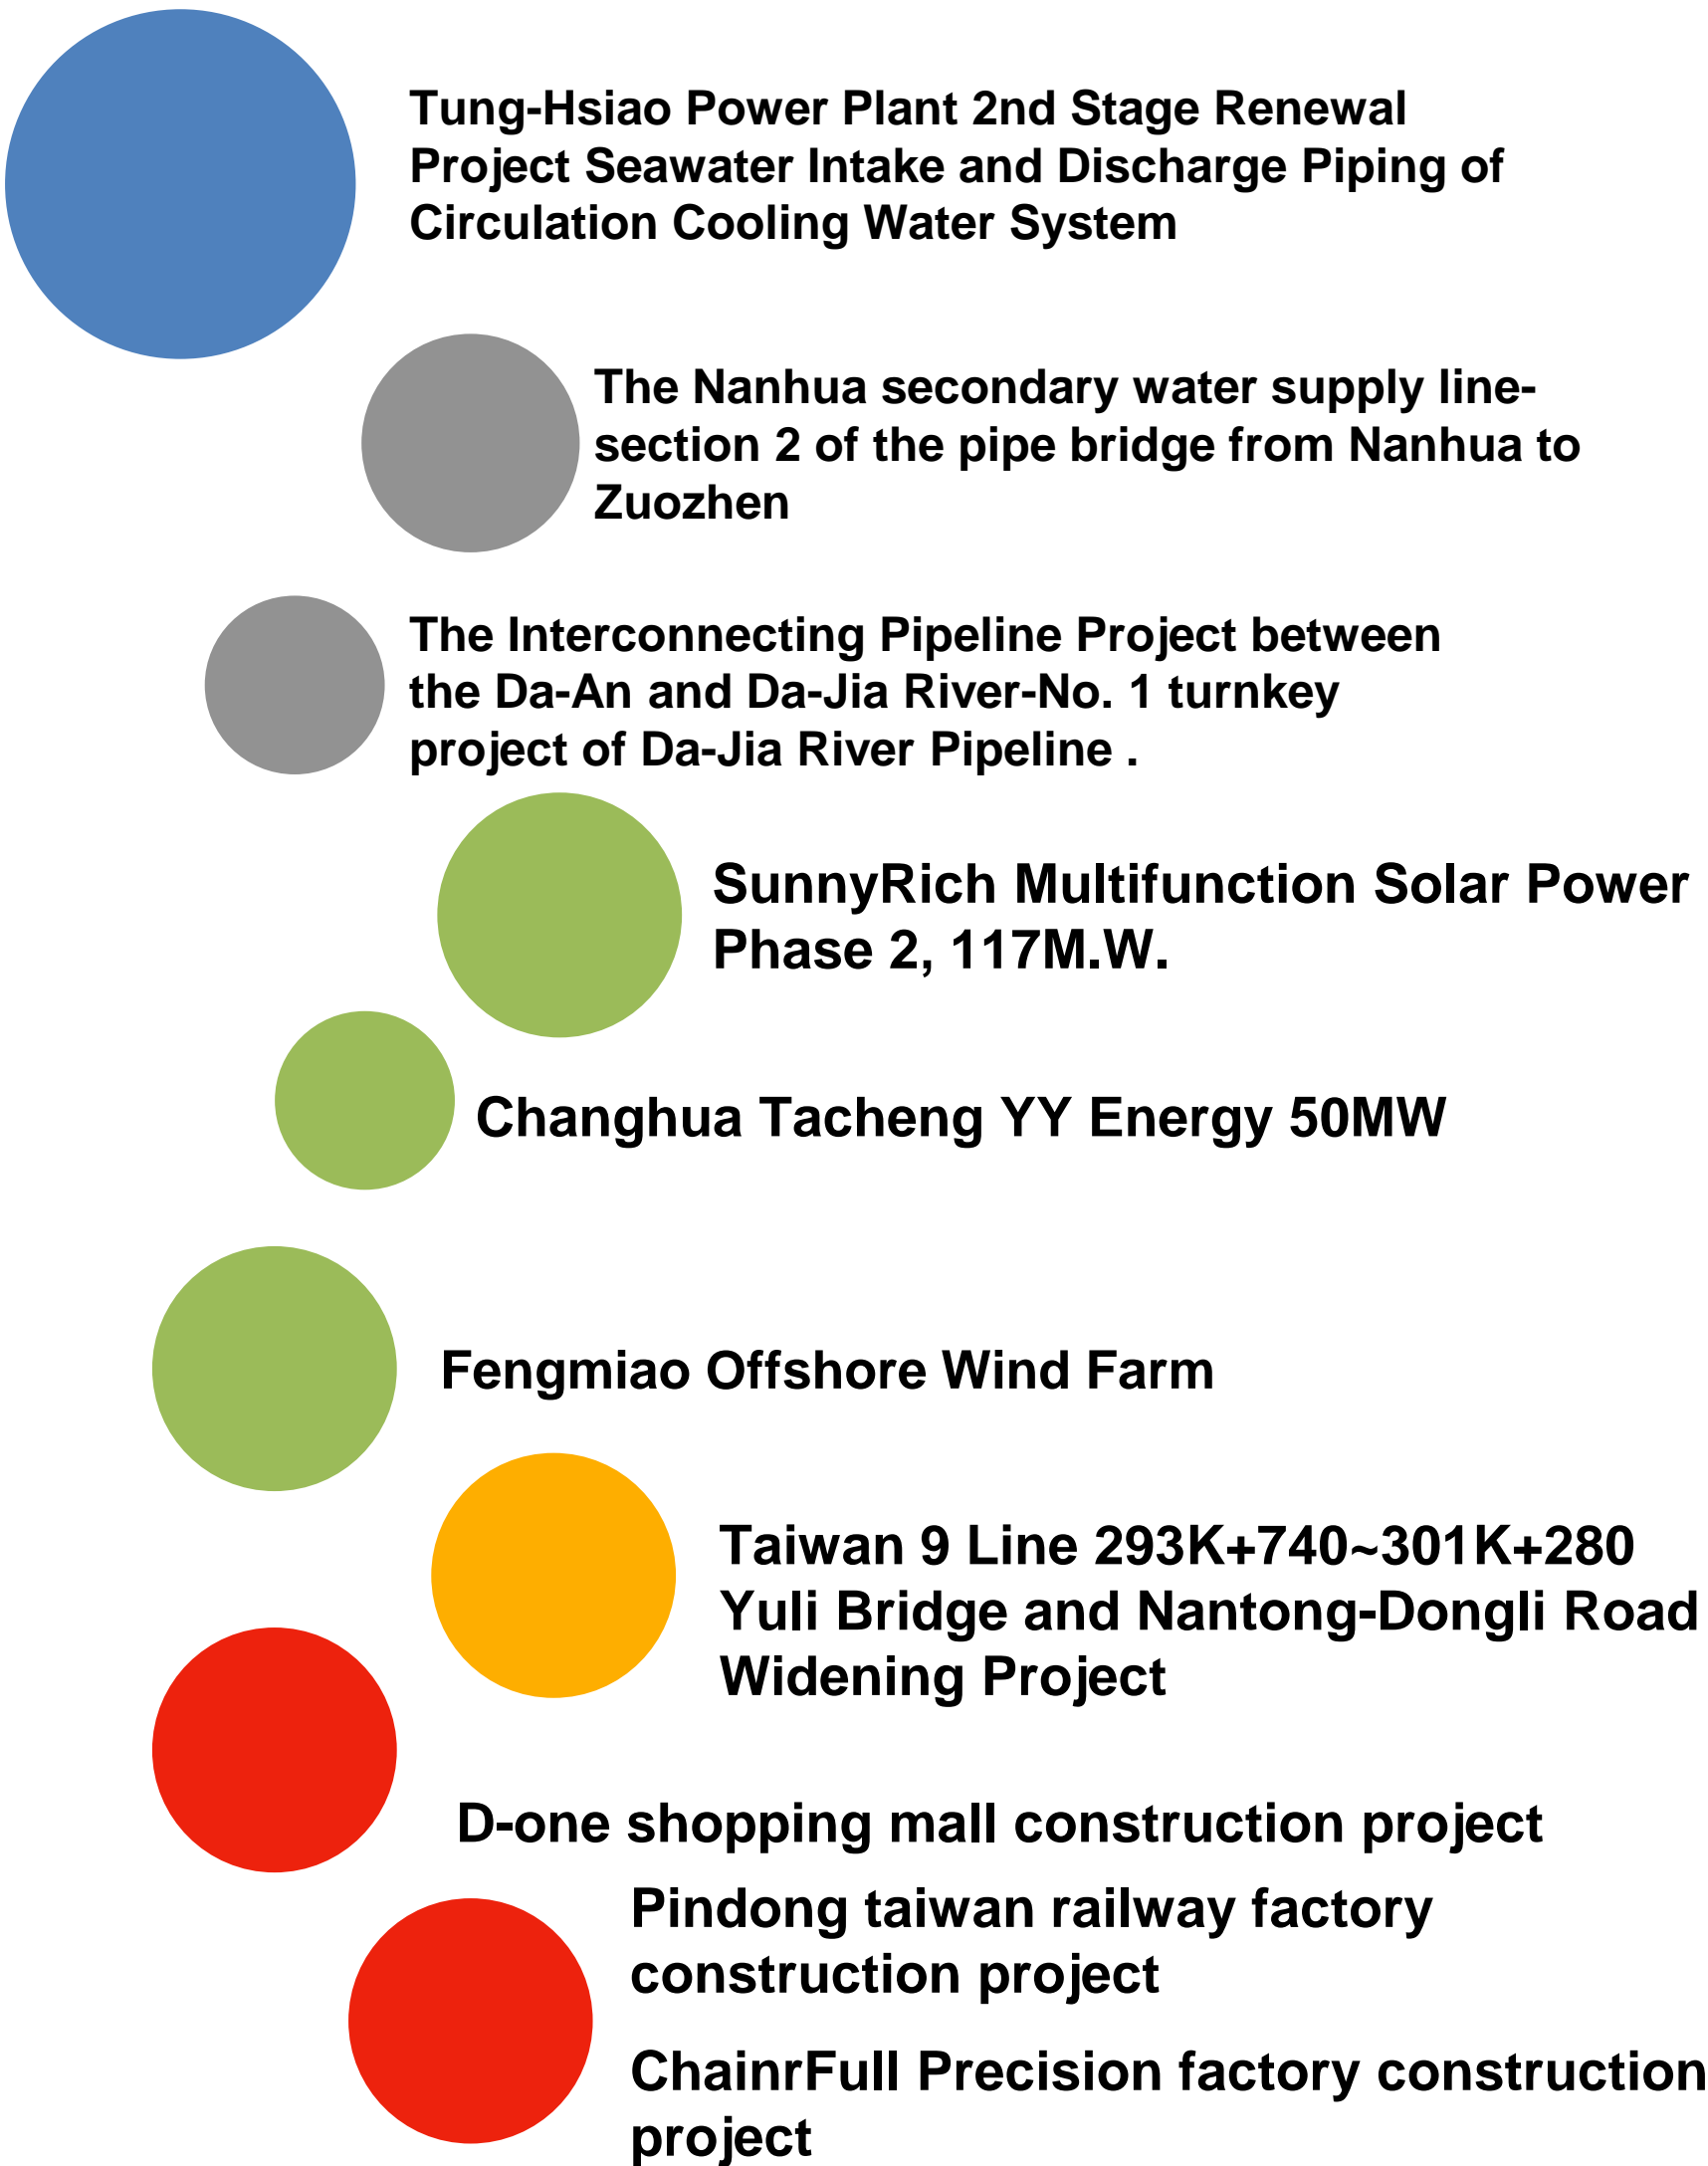 Tung-Hsiao Power Plant 2nd Stage Renewal
Project Seawater Intake and Discharge Piping of
Circulation Cooling Water System
The Nanhua secondary water supply line-
section 2 of the pipe bridge from Nanhua to
Zuozhen
The Interconnecting Pipeline Project between
the Da-An and Da-Jia River-No. 1 turnkey
project of Da-Jia River Pipeline .
SunnyRich Multifunction Solar Power
Phase 2, 117M.W.
Changhua Tacheng YY Energy 50MW
Fengmiao Offshore Wind Farm
Taiwan 9 Line 293K+740~301K+280
Yuli Bridge and Nantong-Dongli Road
Widening Project
D-one shopping mall construction project
Pindong taiwan railway factory
construction project
ChainrFull Precision factory construction
project